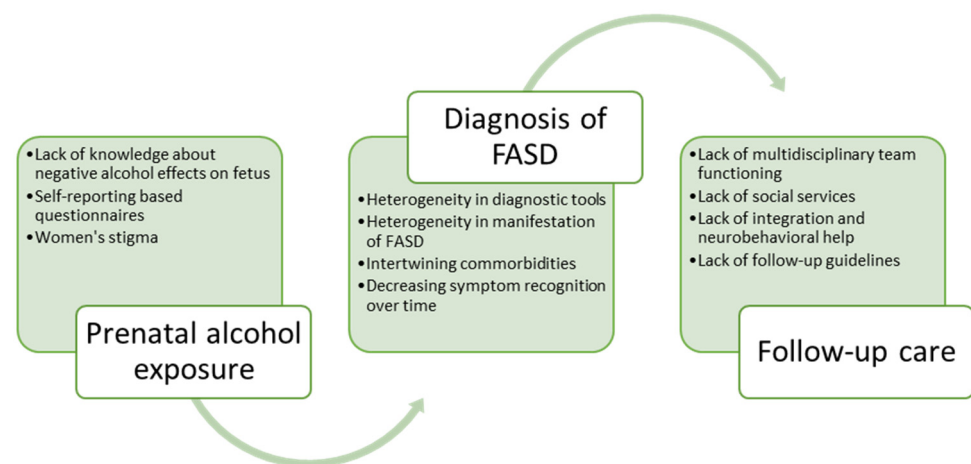 •Lack of knowledge about
negative alcohol effects on fetus
•Self-reporting based
questionnaires
•Women's stigma
Prenatal alcohol
exposure
Diagnosis of
FASD
•Heterogeneity in diagnostic tools
•Heterogeneity in manifestation
of FASD
•Intertwining commorbidities
•Decreasing symptom recognition
over time
•Lack of multidisciplinary team
functioning
•Lack of social services
•Lack of integration and
neurobehavioral help
•Lack of follow-up guidelines
Follow-up care